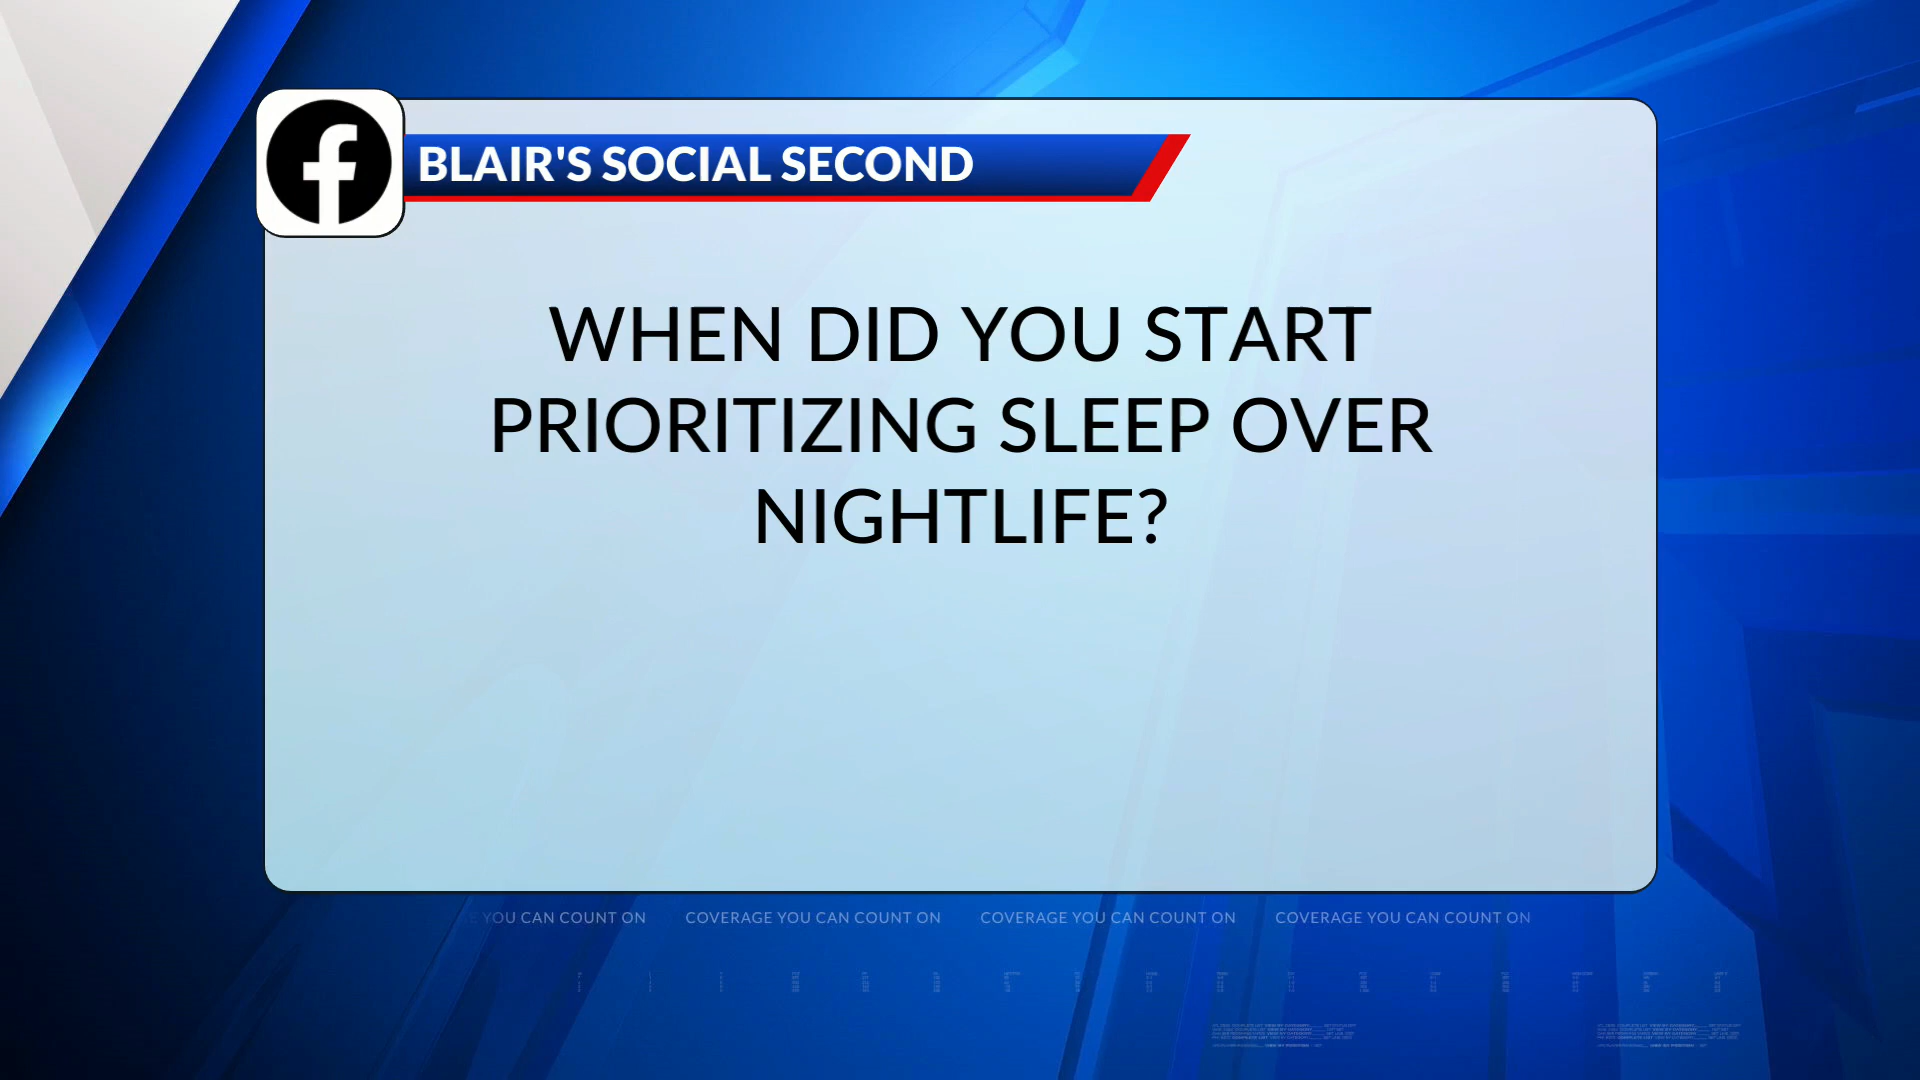 BLAIR'S SOCIAL SECOND
WHEN DID YOU START
PRIORITIZING SLEEP OVER
NIGHTLIFE?
YOU CAN COUNT ON COVERAGE YOU CAN COUNT ON COVERAGE YOU CAN COUNT ON COVERAGE YOU CAN COUNT ON